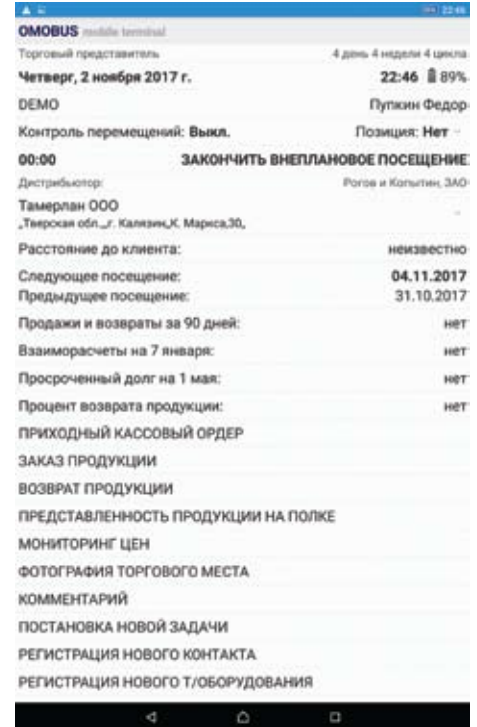 22:46
OMOBUS mobile terminal
Торговый представитель 4 день 4 недели 4 цикла
Четверг, 2 ноября 2017 г. 22:46 89%
DEMO Пупкин Федор
Контроль перемещений: Выкл. Позиция: Нет
00:00 ЗАКОНЧИТЬ ВНЕПЛАНОВОЕ ПОСЕЩЕНИЕ
Дистрибьютор: Рогов и Копытин, ЗАО
Тамерлан ООО
,Тверская обл.,,г. Калязин,,К. Маркса,30,,
Расстояние до клиента: неизвестно
Следующее посещение: 04.11.2017
Предыдущее посещение: 31.10.2017
Продажи и возвраты за 90 дней: нет
Взаиморасчеты на 7 января: нет
Просроченный долг на 1 мая: нет
Процент возврата продукции: нет
ПРИХОДНЫЙ КАССОВЫЙ ОРДЕР
ЗАКАЗ ПРОДУКЦИИ
ВОЗВРАТ ПРОДУКЦИИ
ПРЕДСТАВЛЕННОСТЬ ПРОДУКЦИИ НА ПОЛКЕ
МОНИТОРИНГ ЦЕН
ФОТОГРАФИЯ ТОРГОВОГО МЕСТА
КОММЕНТАРИЙ
ПОСТАНОВКА НОВОЙ ЗАДАЧИ
РЕГИСТРАЦИЯ НОВОГО КОНТАКТА
РЕГИСТРАЦИЯ НОВОГО Т/ОБОРУДОВАНИЯ